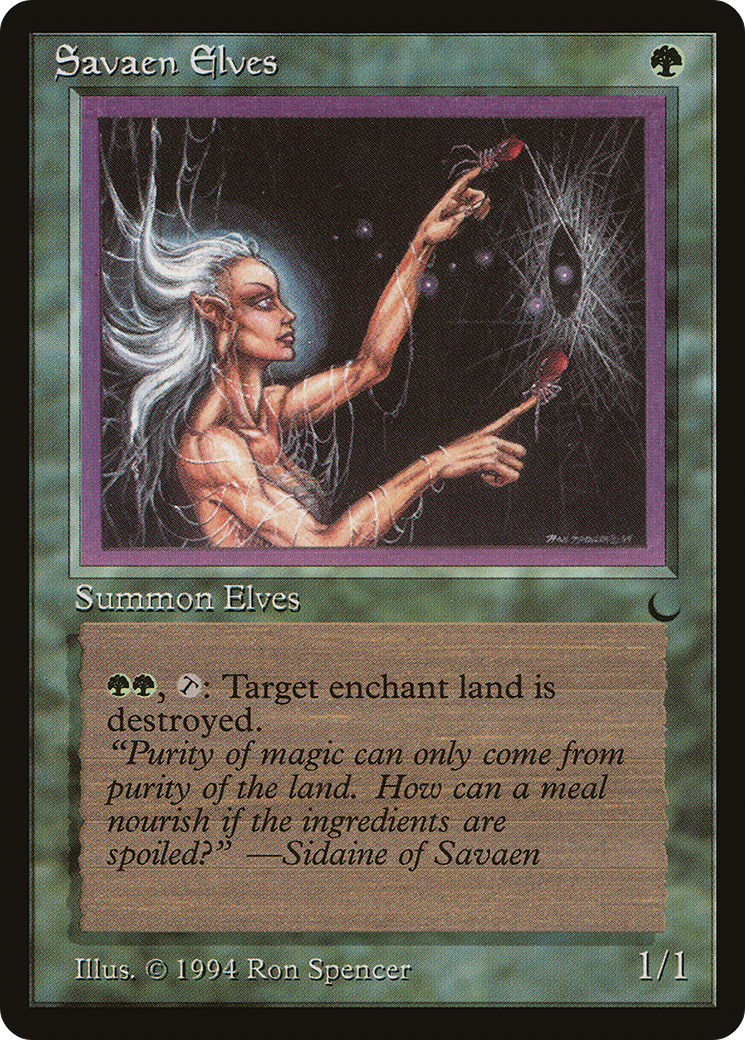 Savaen Elves
Summon Elves
, T: Target enchant land is
destroyed.
“Purity of magic can only come from
purity of the land. How can a meal
nourish if the ingredients are
spoiled?” —Sidaine of Savaen
Illus. © 1994 Ron Spencer
1/1